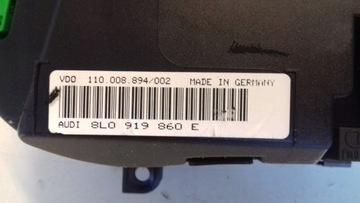 VDO 110.008.894/002 MADE IN GERMANY
AUDI 8L0 919 860 E